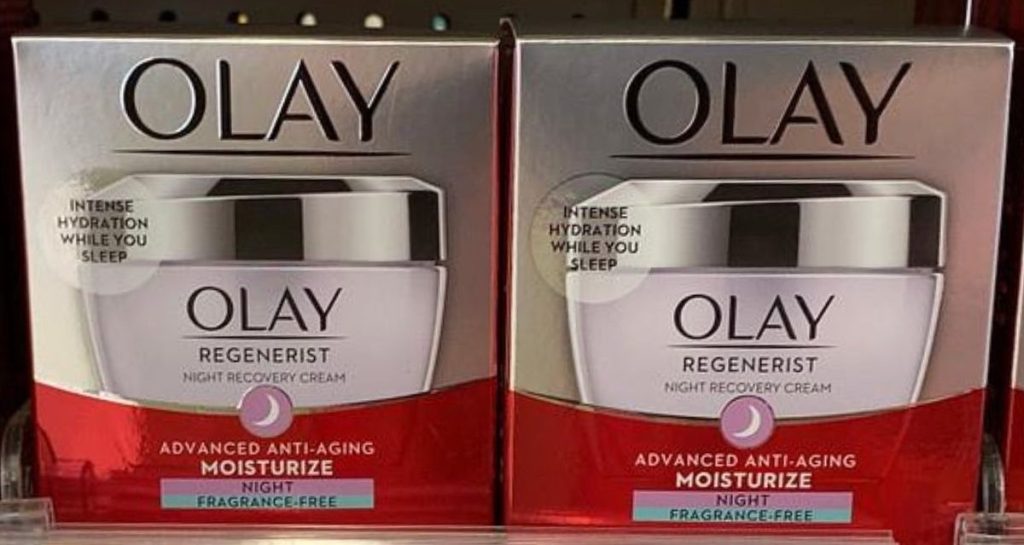 OLAY
INTENSE
HYDRATION
WHILE YOU
SLEEP
OLAY
REGENERIST
NIGHT RECOVERY CREAM
ADVANCED ANTI-AGING
MOISTURIZE
NIGHT
FRAGRANCE-FREE
OLAY
INTENSE
HYDRATION
WHILE YOU
SLEEP
OLAY
REGENERIST
NIGHT RECOVERY CREAM
ADVANCED ANTI-AGING
MOISTURIZE
NIGHT
FRAGRANCE-FREE